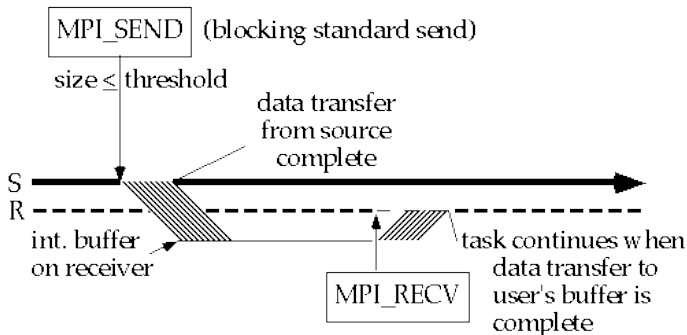 MPI_SEND (blocking standard send)
size ≤ threshold
data transfer
from source
complete
S
R
int. buffer
on receiver
task continues when
data transfer to
user's buffer is
complete
MPI_RECV